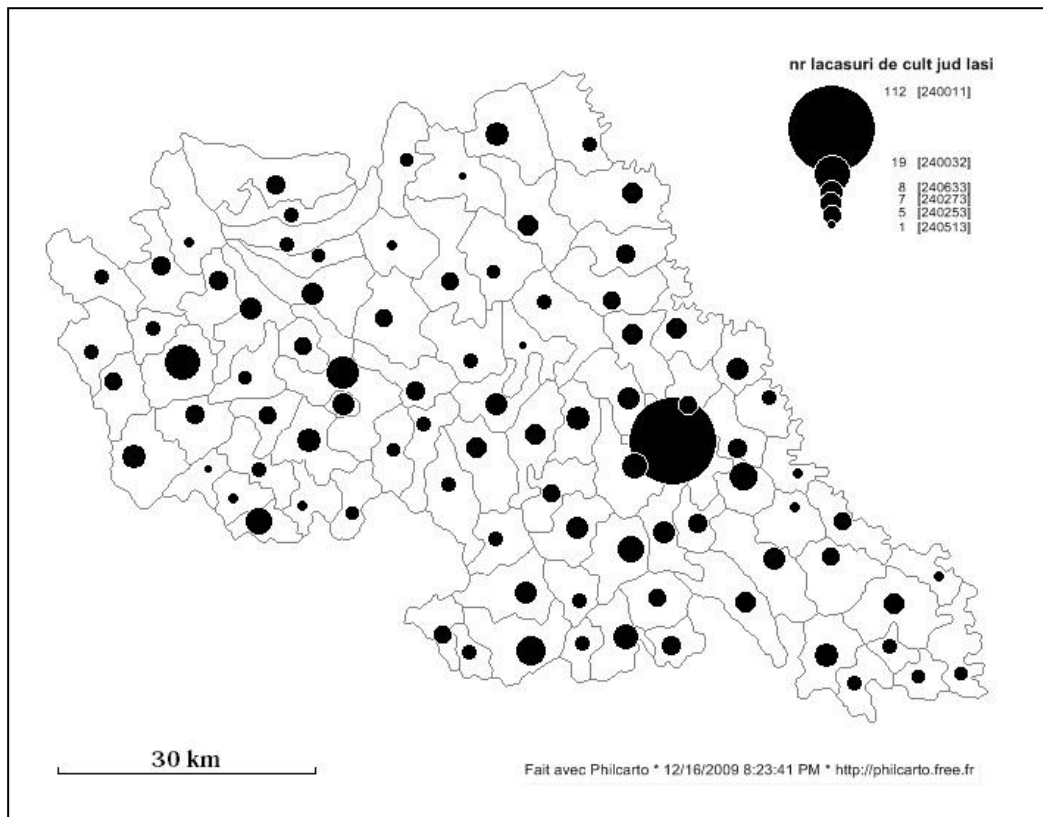 nr lacasuri de cult jud Iasi
112 [240011]
19 [240032]
8 [240633]
7 [240273]
5 [240253]
1 [240513]
30 km
Fait avec Philcarto * 12/16/2009 8:23:41 PM * http://philcarto.free.fr